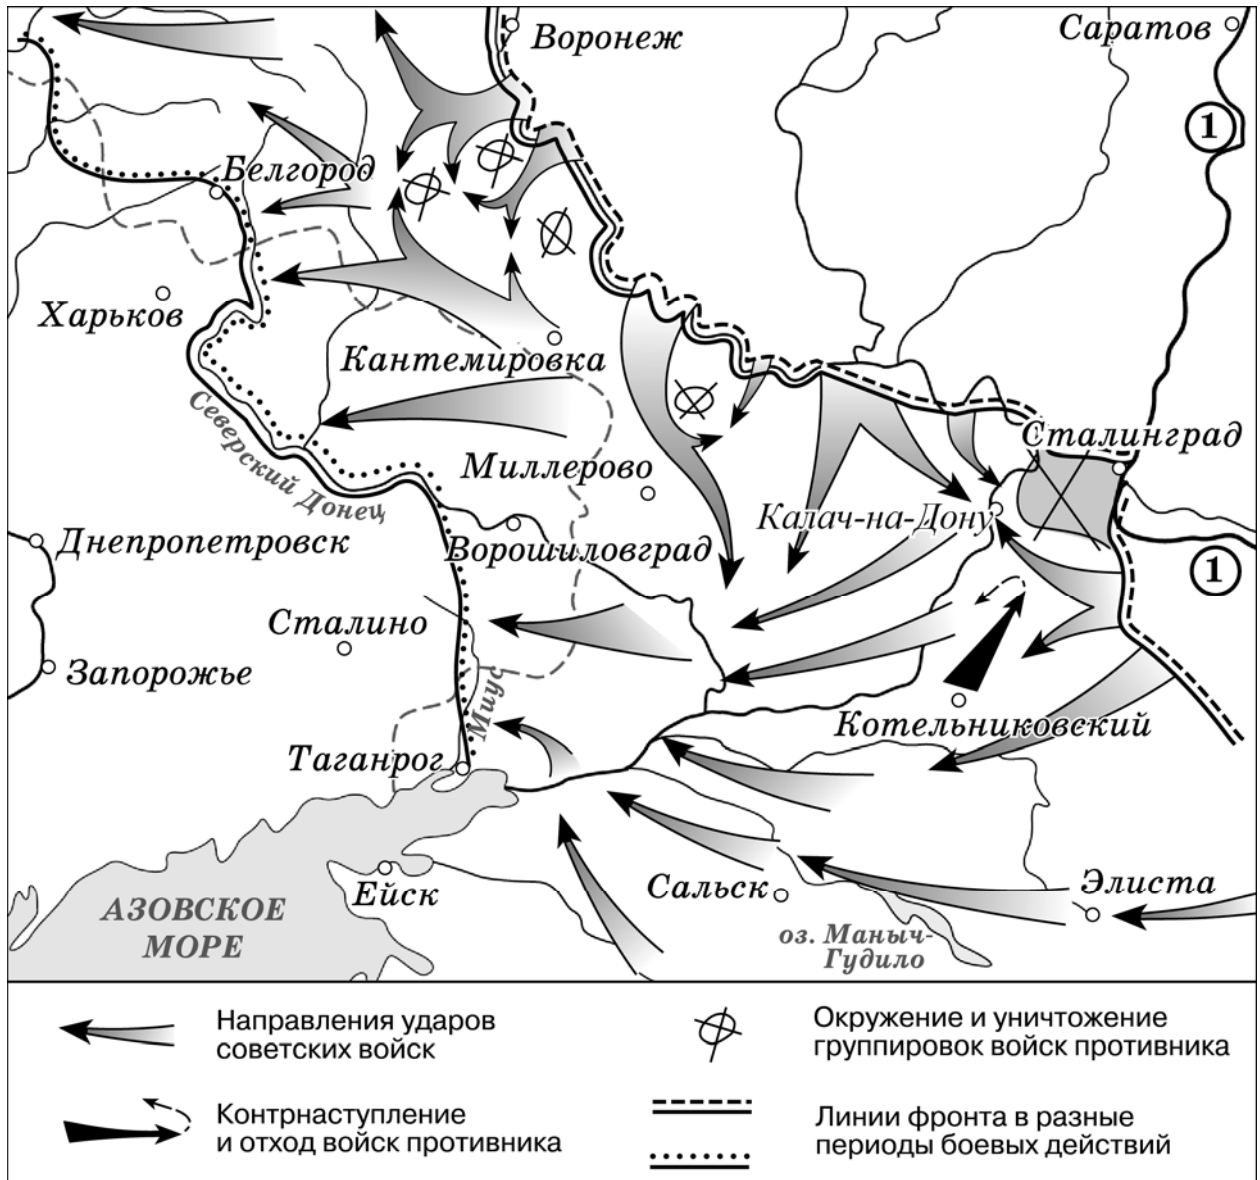 Воронеж
Саратов
1
Белгород
Харьков
Кантемировка
Северский Донец
Сталинград
Миллерово
Калач-на-Дону
Днепропетровск
Ворошиловград
1
Сталино
Запорожье
Миус
Котельниковский
Таганрог
Ейск
Сальск
Элиста
АЗОВСКОЕ
МОРЕ
оз. Маныч-
Гудило
Направления ударов
советских войск
Окружение и уничтожение
группировок войск противника
Контрнаступление
и отход войск противника
Линии фронта в разные
периоды боевых действий